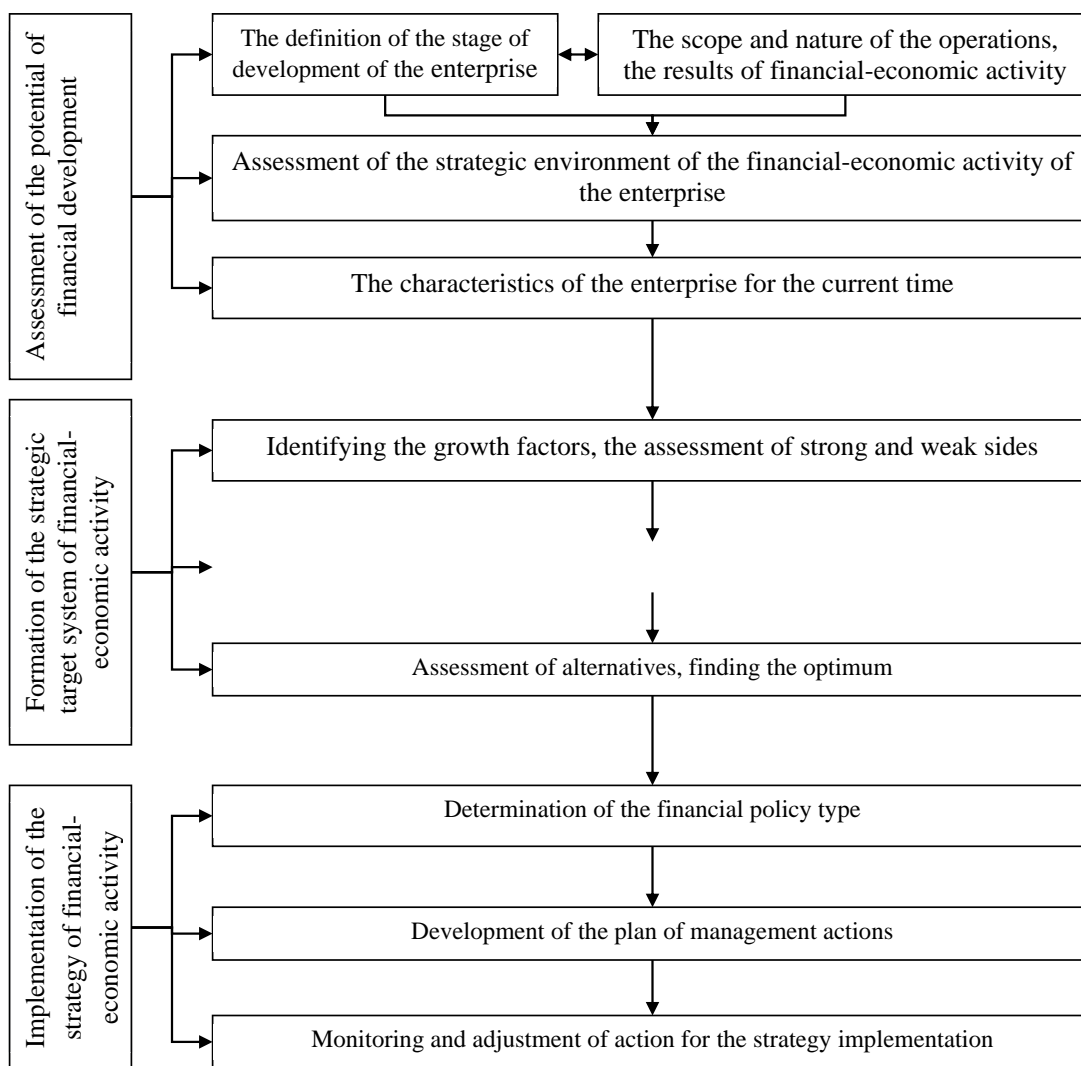 Assessment of the potential of
financial development
The definition of the stage of
development of the enterprise
The scope and nature of the operations,
the results of financial-economic activity
Assessment of the strategic environment of the financial-economic activity of
the enterprise
The characteristics of the enterprise for the current time
Formation of the strategic
target system of financial-
economic activity
Identifying the growth factors, the assessment of strong and weak sides
Assessment of alternatives, finding the optimum
Implementation of the
strategy of financial-
economic activity
Determination of the financial policy type
Development of the plan of management actions
Monitoring and adjustment of action for the strategy implementation